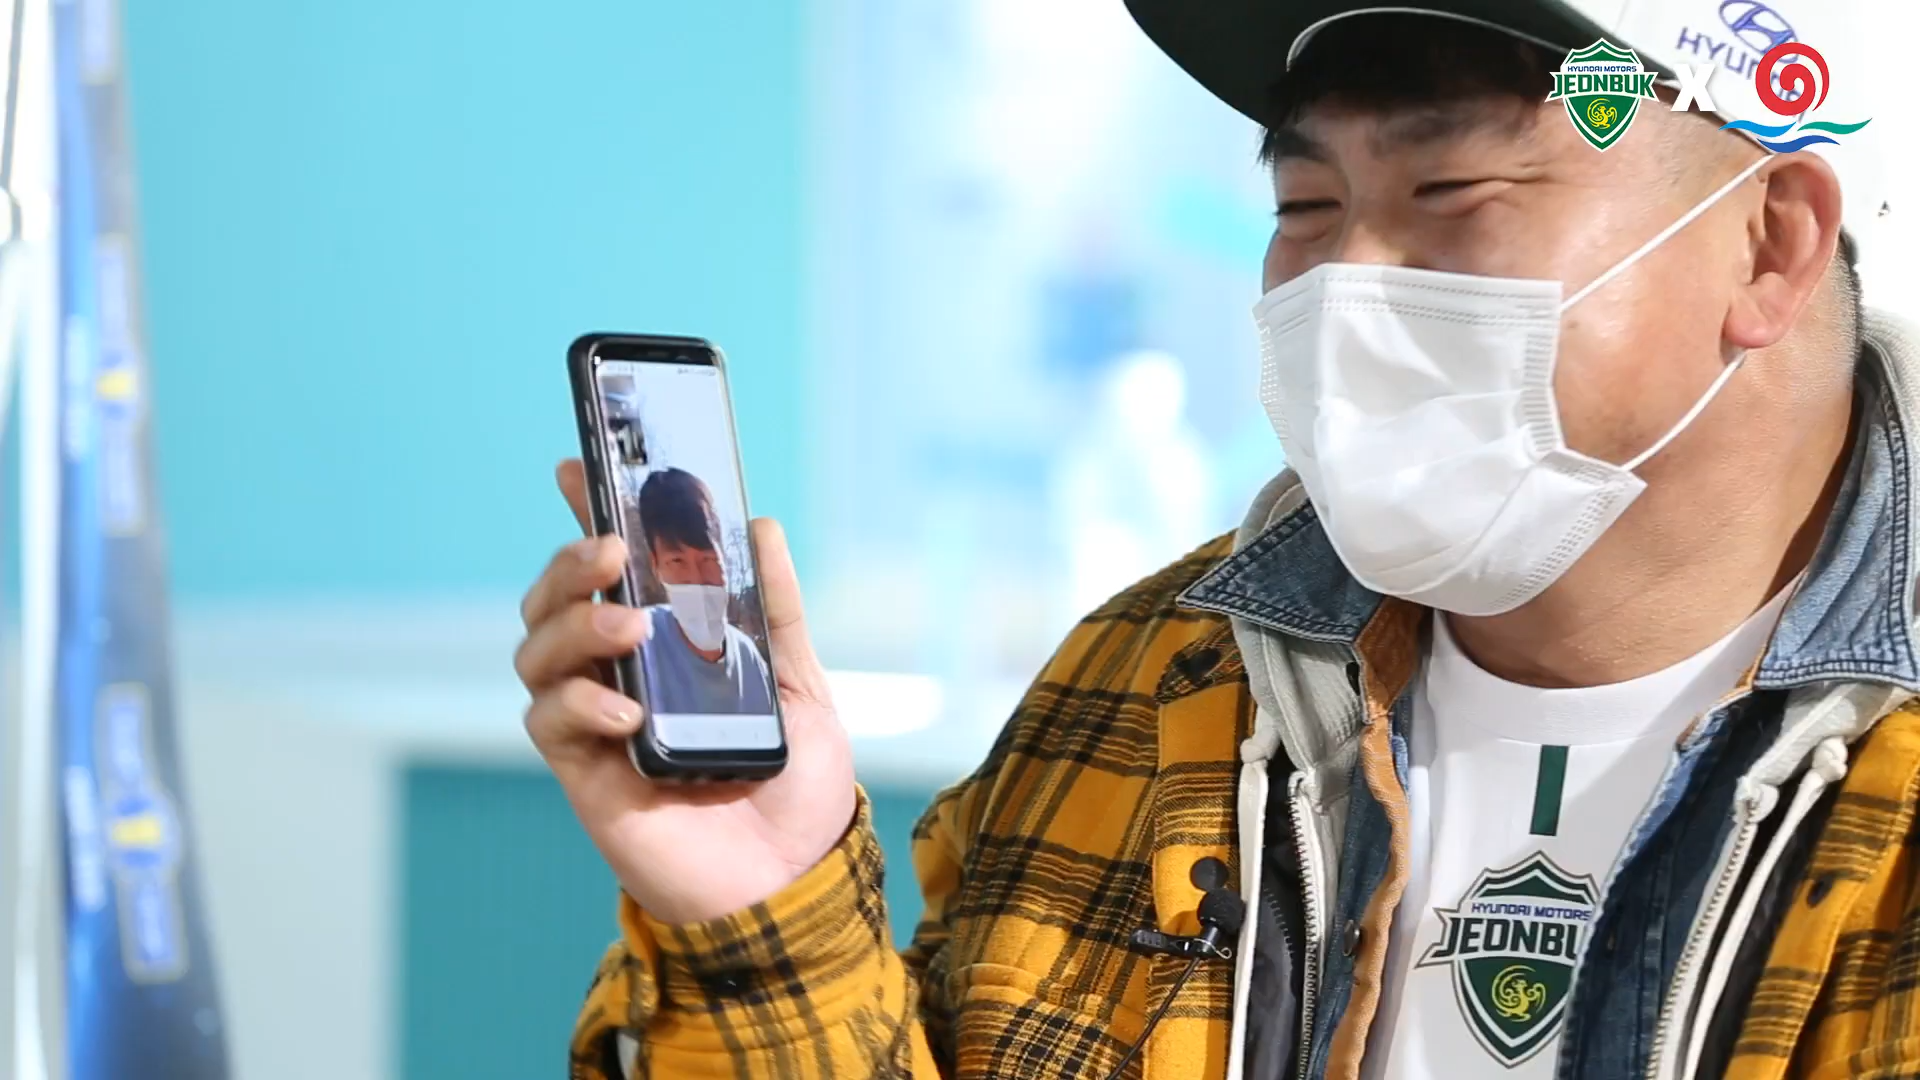 HYUNDAI MOTORS
JEONBUK
X
HYUNDAI MOTORS
JEONBU